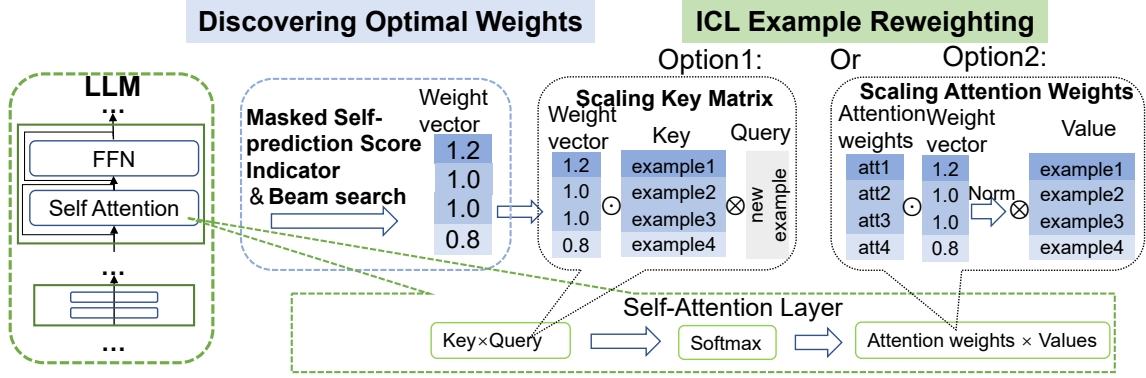 Discovering Optimal Weights
ICL Example Reweighting
Option1:
Or
Option2:
LLM
...
FFN
Self Attention
...
...
Masked Self-
prediction Score
Indicator
& Beam search
Weight
vector
1.2
1.0
1.0
0.8
Scaling Key Matrix
Weight
vector
Key
Query
1.2
1.0
1.0
0.8
⊙
example1
example2
example3
example4
⊗
new
example
Scaling Attention Weights
Attention
weights
Weight
vector
Value
att1
att2
att3
att4
⊙
1.2
1.0
1.0
0.8
Norm
⊗
example1
example2
example3
example4
Self-Attention Layer
Key×Query
Softmax
Attention weights × Values